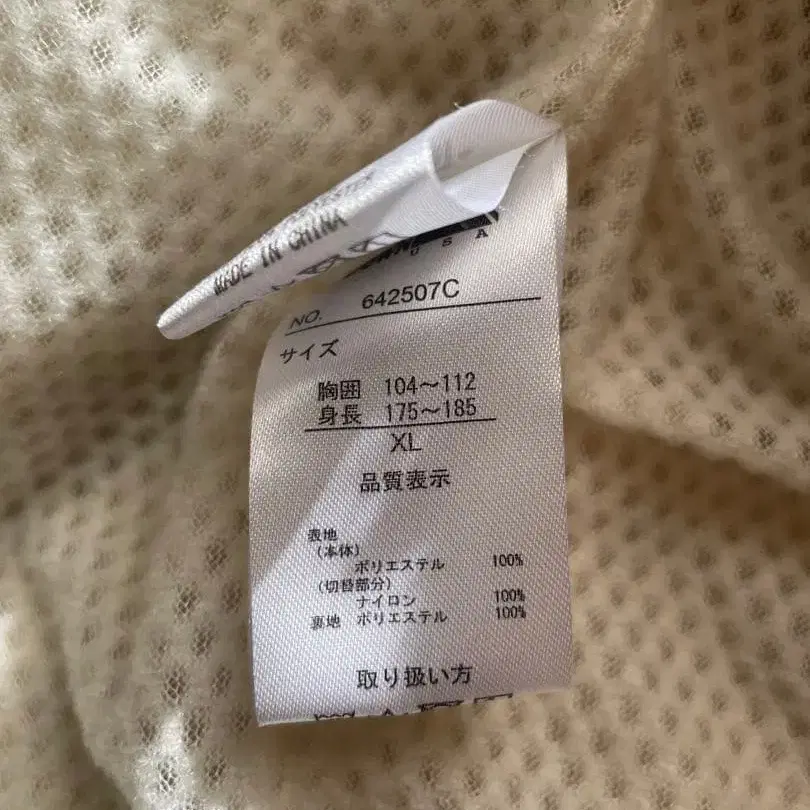 MADE IN CHINA
USA
NO. 642507C
サイズ
胸囲 104～112
身長 175～185
XL
品質表示
表地
(本体)
ポリエステル 100%
(切替部分)
ナイロン 100%
裏地 ポリエステル 100%
取り扱い方